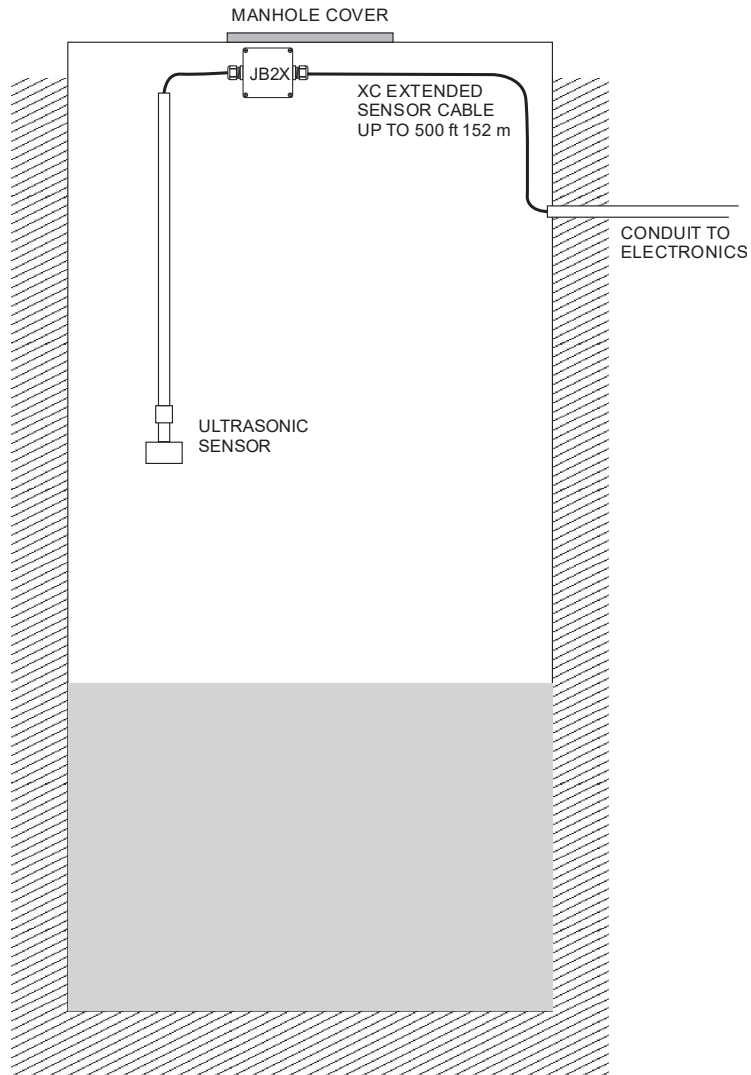 MANHOLE COVER
JB2X
XC EXTENDED
SENSOR CABLE
UP TO 500 ft 152 m
CONDUIT TO
ELECTRONICS
ULTRASONIC
SENSOR